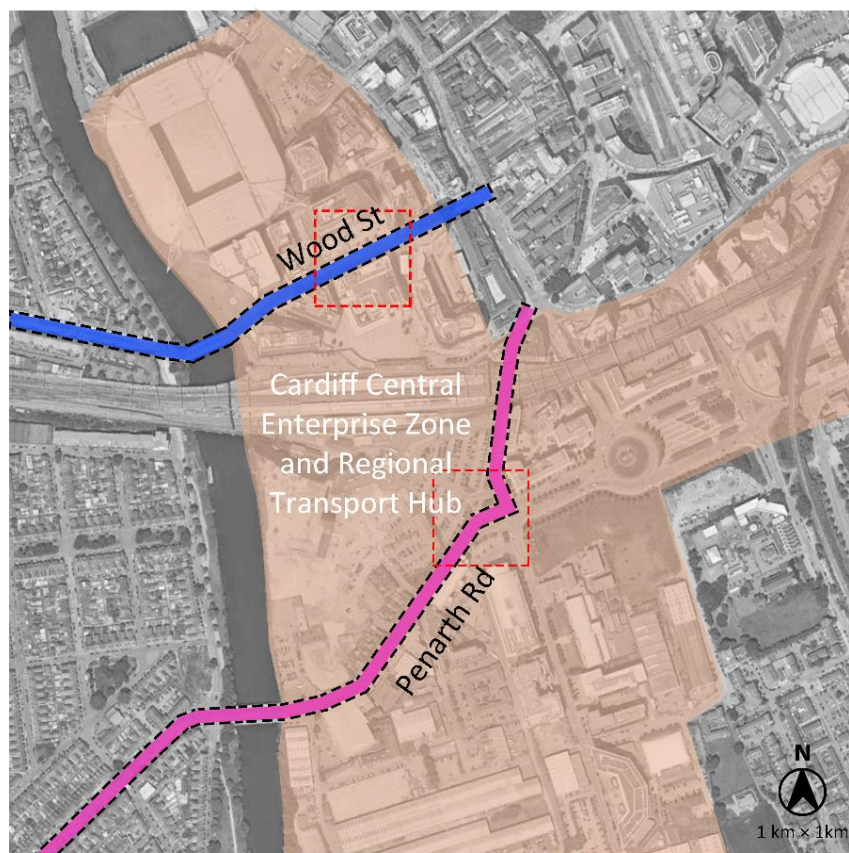 Wood St
Cardiff Central
Enterprise Zone
and Regional
Transport Hub
Penarth Rd
N
1 km × 1km